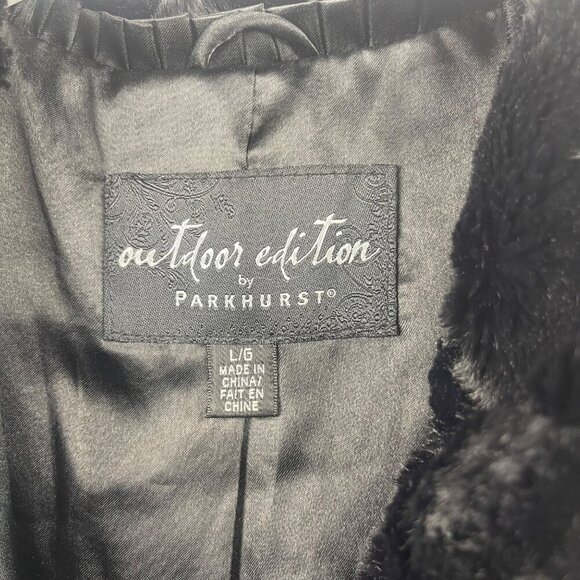 outdoor edition
by
PARKHURST®
L/G
MADE IN
CHINA/
FAIT EN
CHINE